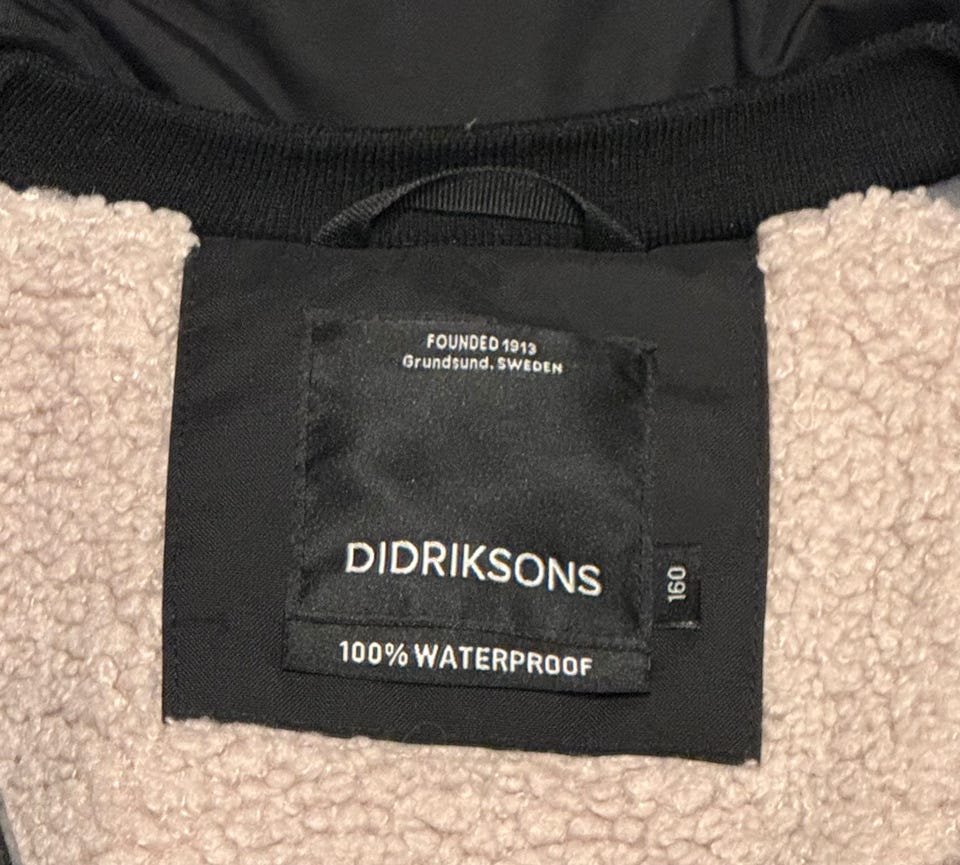 FOUNDED 1913
Grundsund, SWEDEN
DIDRIKSONS
160
100% WATERPROOF